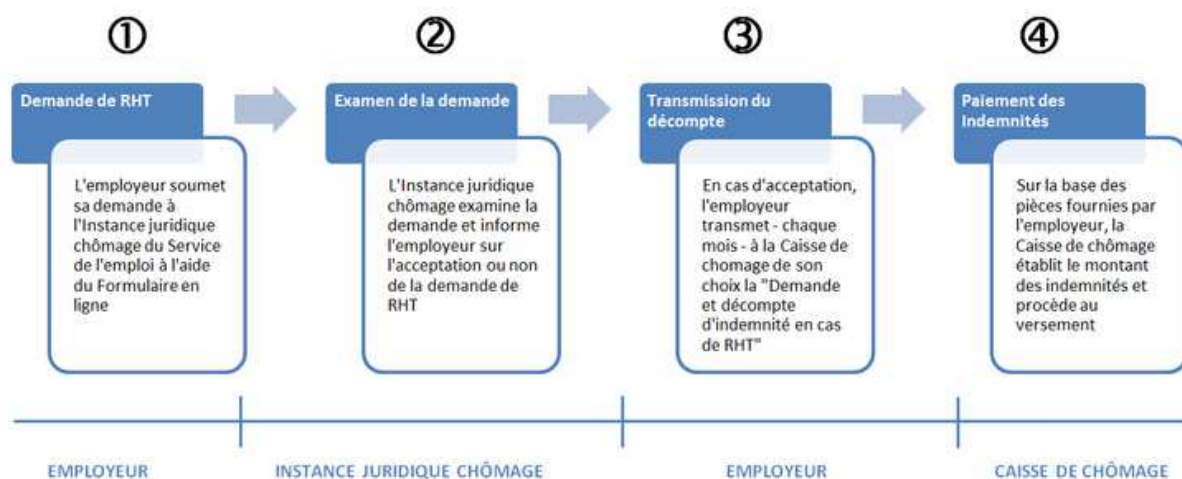 ①
②
③
④
Demande de RHT
L'employeur soumet
sa demande à
l'Instance juridique
chômage du Service
de l'emploi à l'aide
du Formulaire en
ligne
Examen de la demande
L'Instance juridique
chômage examine la
demande et informe
l'employeur sur
l'acceptation ou non
de la demande de
RHT
Transmission du
décompte
En cas d'acceptation,
l'employeur
transmet - chaque
mois - à la Caisse de
chomage de son
choix la "Demande
et décompte
d'indemnité en cas
de RHT"
Paiement des
Indemnités
Sur la base des
pièces fournies par
l'employeur, la
Caisse de chômage
établit le montant
des indemnités et
procède au
versement
EMPLOYEUR
INSTANCE JURIDIQUE CHÔMAGE
EMPLOYEUR
CAISSE DE CHÔMAGE